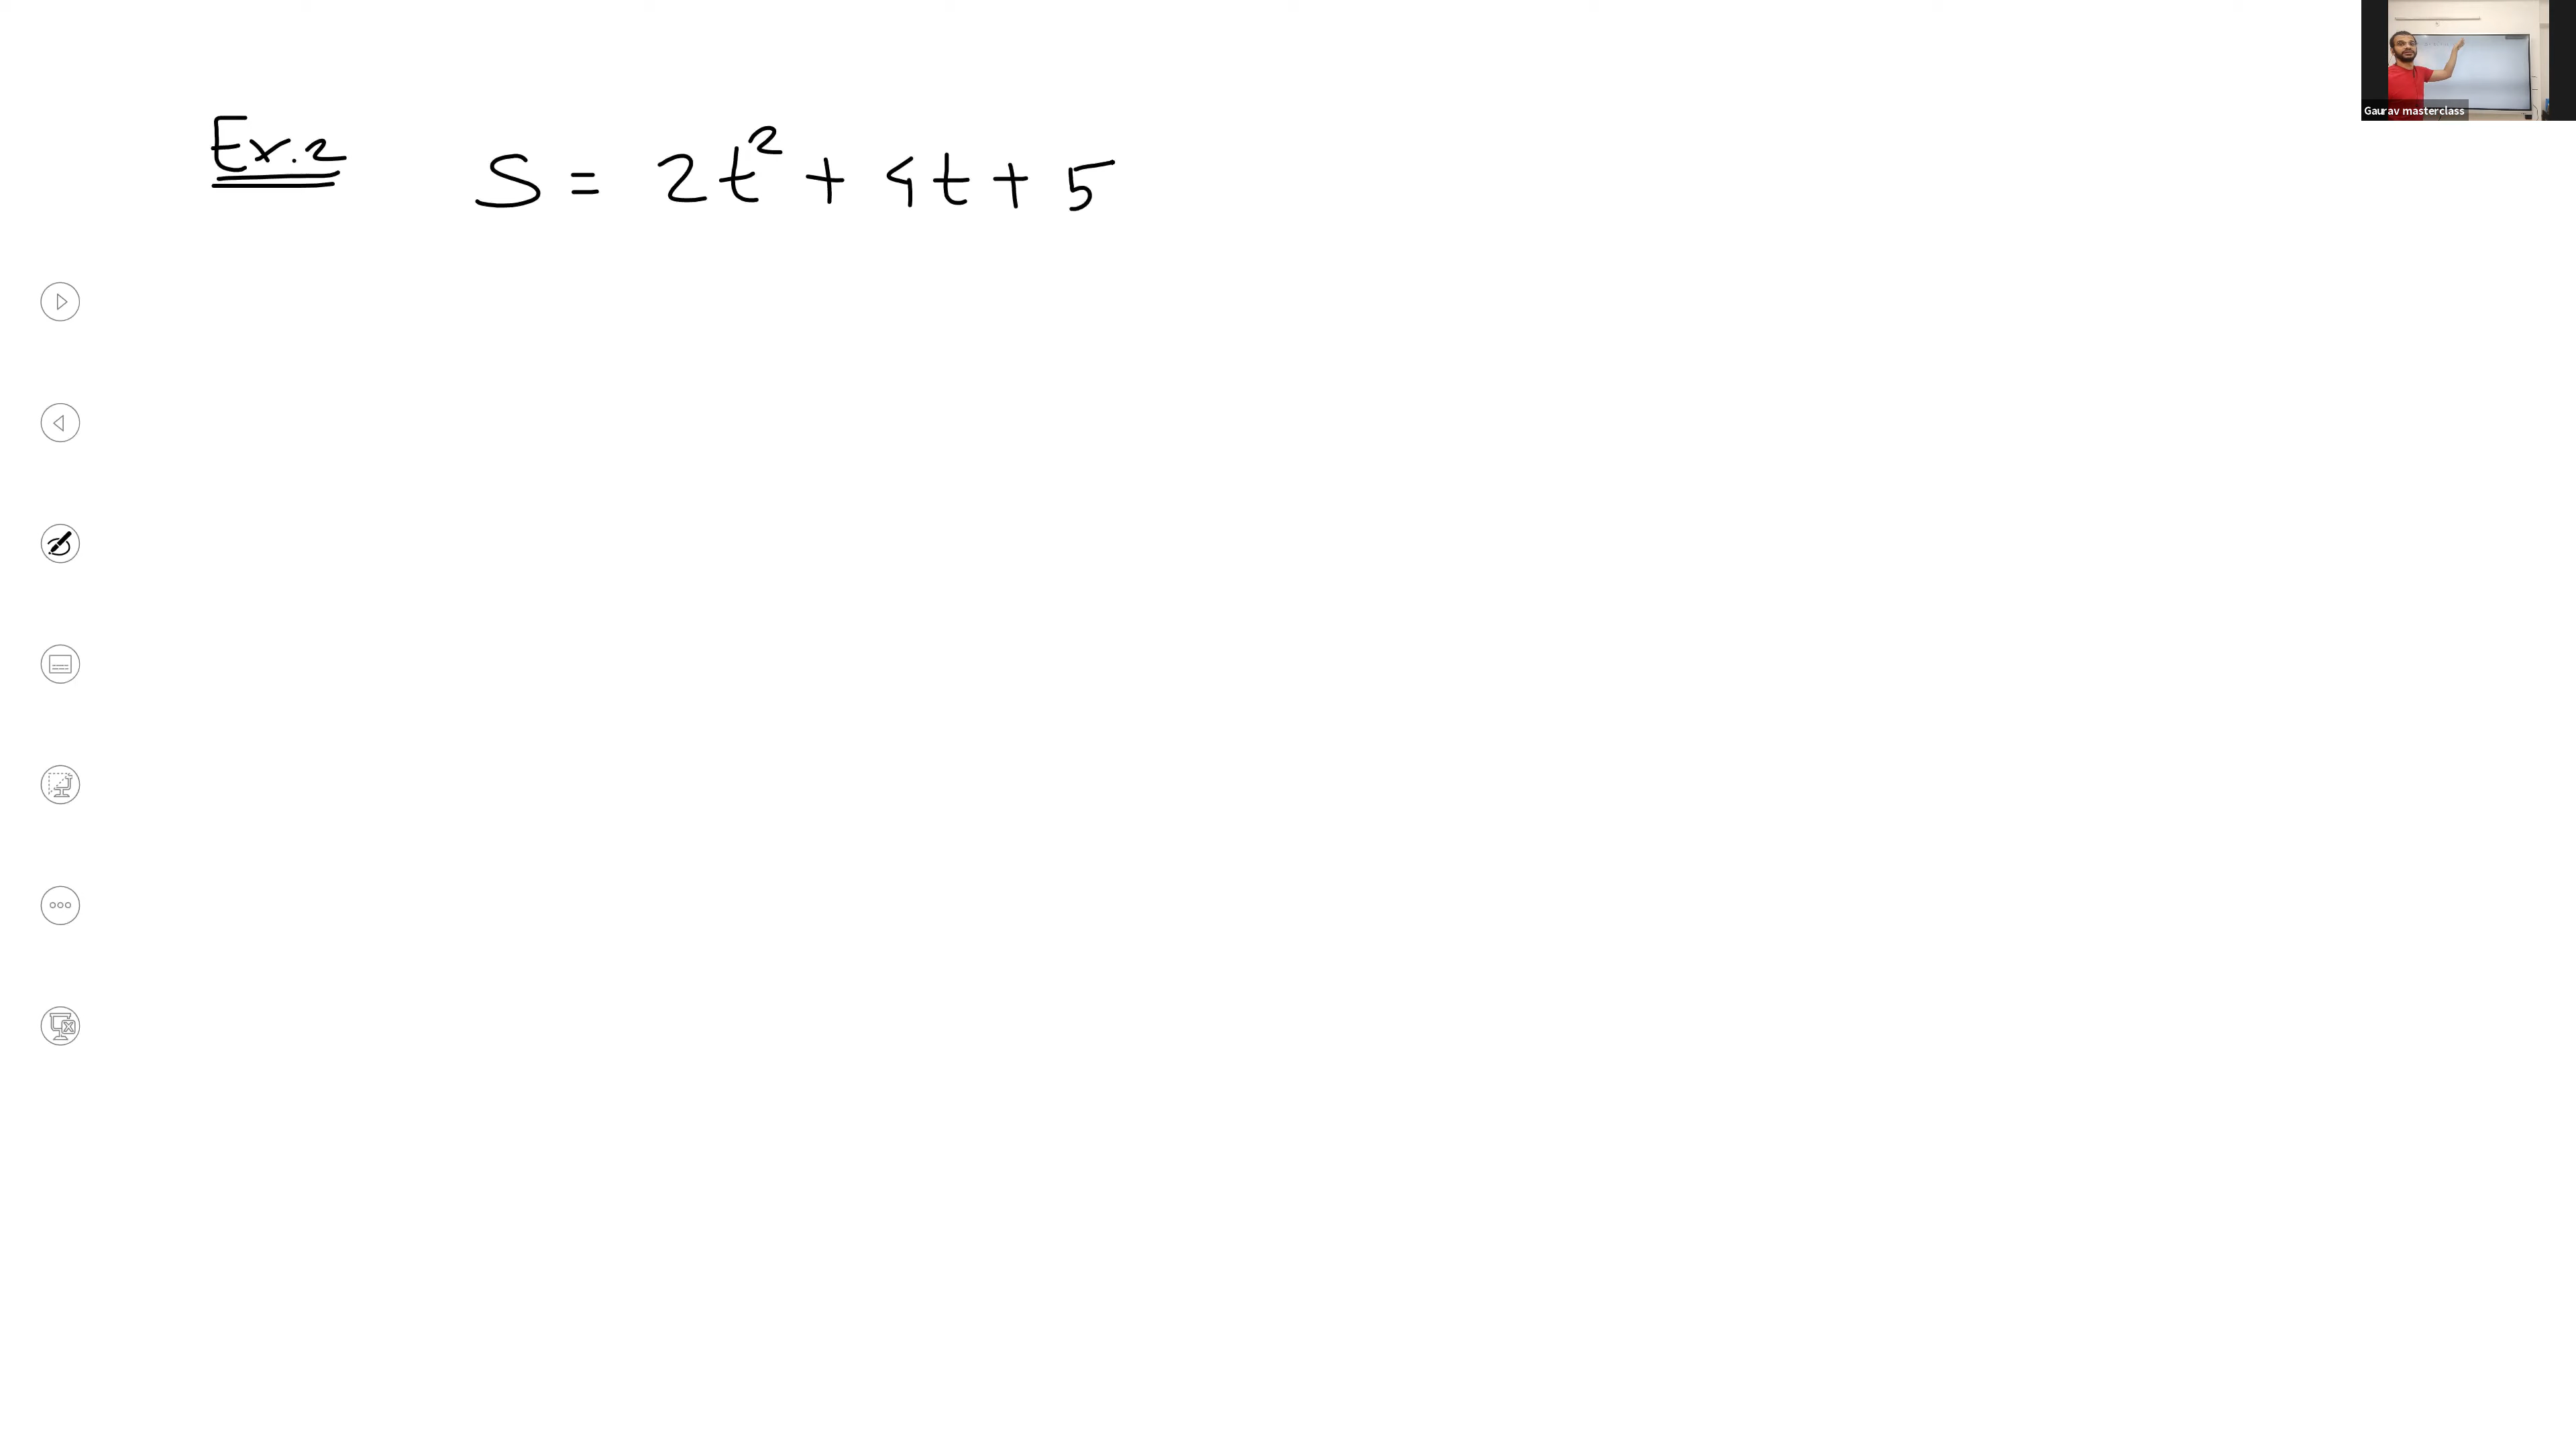 Ex.2 S = 2t² + 4t + 5
Gaurav masterclass